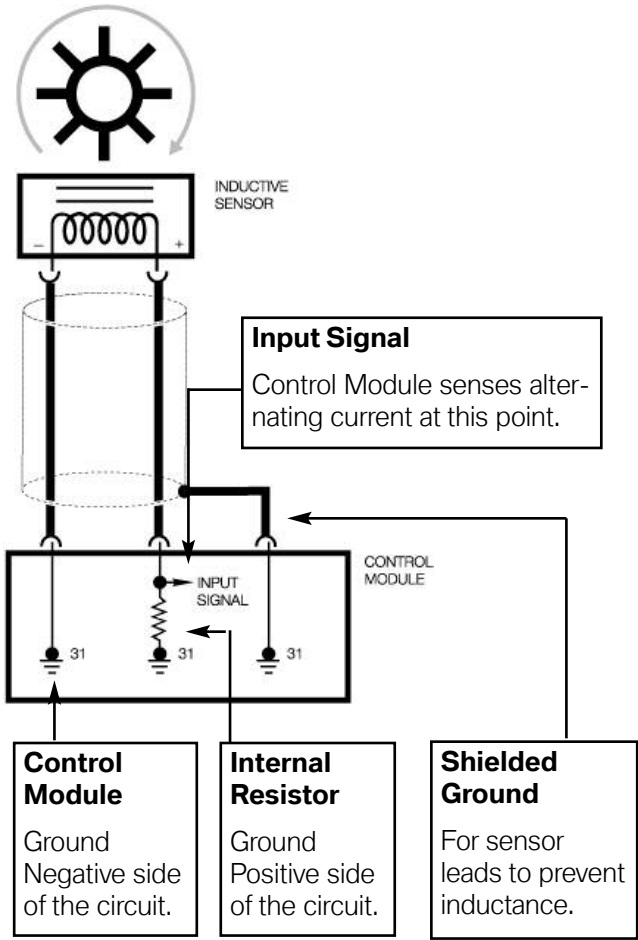 INDUCTIVE
SENSOR
– +
Input Signal
Control Module senses alter-
nating current at this point.
CONTROL
MODULE
INPUT
SIGNAL
31 31 31
Control
Module
Ground
Negative side
of the circuit.
Internal
Resistor
Ground
Positive side
of the circuit.
Shielded
Ground
For sensor
leads to prevent
inductance.